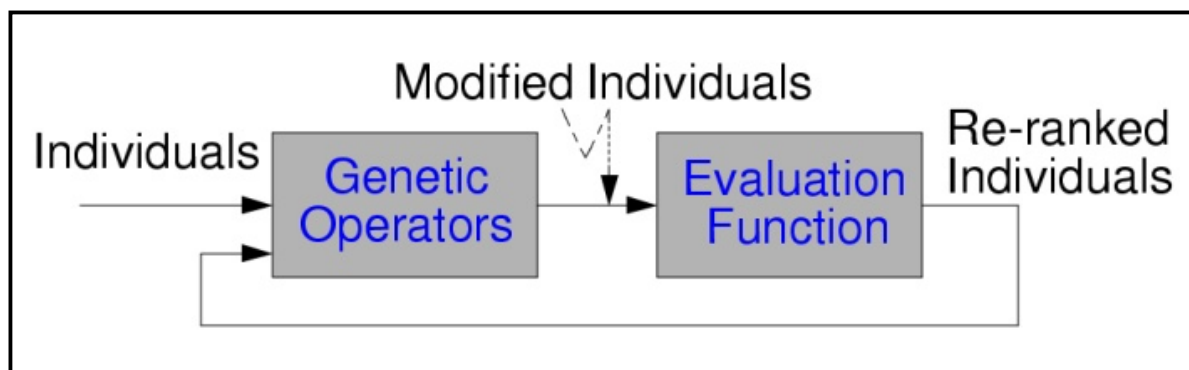 Modified Individuals
Individuals
Genetic
Operators
Evaluation
Function
Re-ranked
Individuals